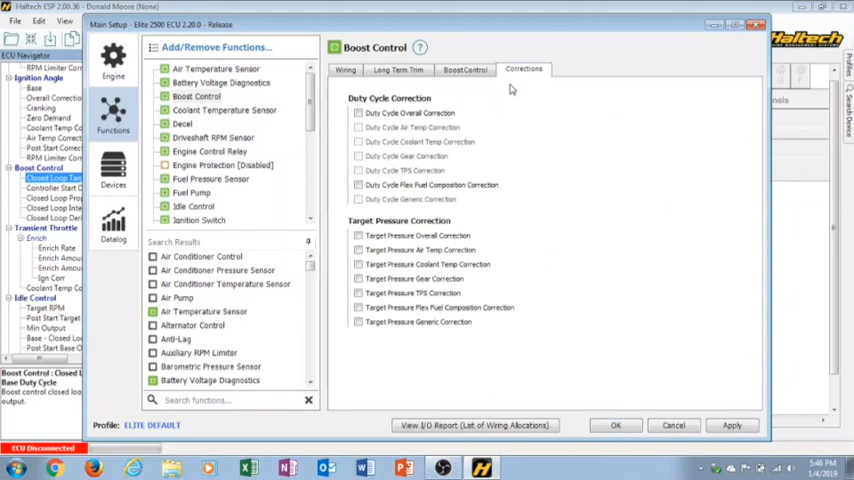 Haltech ESP 2.20.0 - Donald Moore (None)
File Edit View
ECU Navigator
RPM Limiter Corr
Ignition Angle
Base
Overall Correction
Cranking
Zero Demand
Coolant Temp C
Air Temp Correc
Post Start Correct
RPM Limiter Corr
Boost Control
Closed Loop Targ
Controller Start D
Closed Loop Prop
Closed Loop Inte
Closed Loop Deri
Transient Throttle
Enrich
Enrich Rate
Enrich Amou
Enrich Amou
Ign Corr
Coolant Temp C
Idle Control
Target RPM
Post Start Target
Min Output
Base - Closed Lo
Boost Control : Closed L
Base Duty Cycle
Boost control closed loo
output.
ECU Disconnected
Main Setup - Elite 2500 ECU 2.20.0 - Release
Engine
Functions
Devices
Datalog
Add/Remove Functions...
Air Temperature Sensor
Battery Voltage Diagnostics
Boost Control
Coolant Temperature Sensor
Decel
Driveshaft RPM Sensor
Engine Control Relay
Engine Protection [Disabled]
Fuel Pressure Sensor
Fuel Pump
Idle Control
Ignition Switch
Search Results
Air Conditioner Control
Air Conditioner Pressure Sensor
Air Conditioner Temperature Sensor
Air Pump
Air Temperature Sensor
Alternator Control
Anti-Lag
Auxiliary RPM Limiter
Barometric Pressure Sensor
Battery Voltage Diagnostics
Search functions...
Boost Control ?
Wiring Long Term Trim Boost Control Corrections
Duty Cycle Correction
Duty Cycle Overall Correction
Duty Cycle Air Temp Correction
Duty Cycle Coolant Temp Correction
Duty Cycle Gear Correction
Duty Cycle TPS Correction
Duty Cycle Flex Fuel Composition Correction
Duty Cycle Generic Correction
Target Pressure Correction
Target Pressure Overall Correction
Target Pressure Air Temp Correction
Target Pressure Coolant Temp Correction
Target Pressure Gear Correction
Target Pressure TPS Correction
Target Pressure Flex Fuel Composition Correction
Target Pressure Generic Correction
Profile: ELITE DEFAULT
View I/O Report (List of Wiring Allocations) OK Cancel Apply
Profiles
Search Device
nels
5:46 PM
1/4/2019